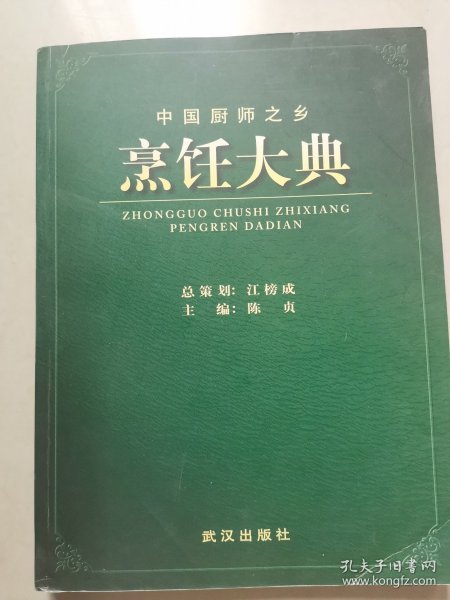 中国厨师之乡
烹饪大典
ZHONGGUO CHUSHI ZHIXIANG
PENGREN DADIAN
总策划：江榜成
主编：陈贞
武汉出版社
孔夫子旧书网
www.kongfz.com